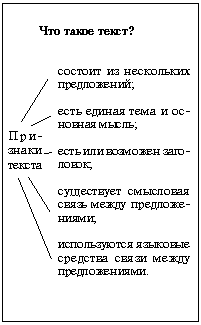 Что такое текст?
состоит из нескольких
предложений;
есть единая тема и ос-
новная мысль;
При-
знаки
текста
есть или возможен заго-
ловок;
существует смысловая
связь между предложе-
ниями;
используются языковые
средства связи между
предложениями.